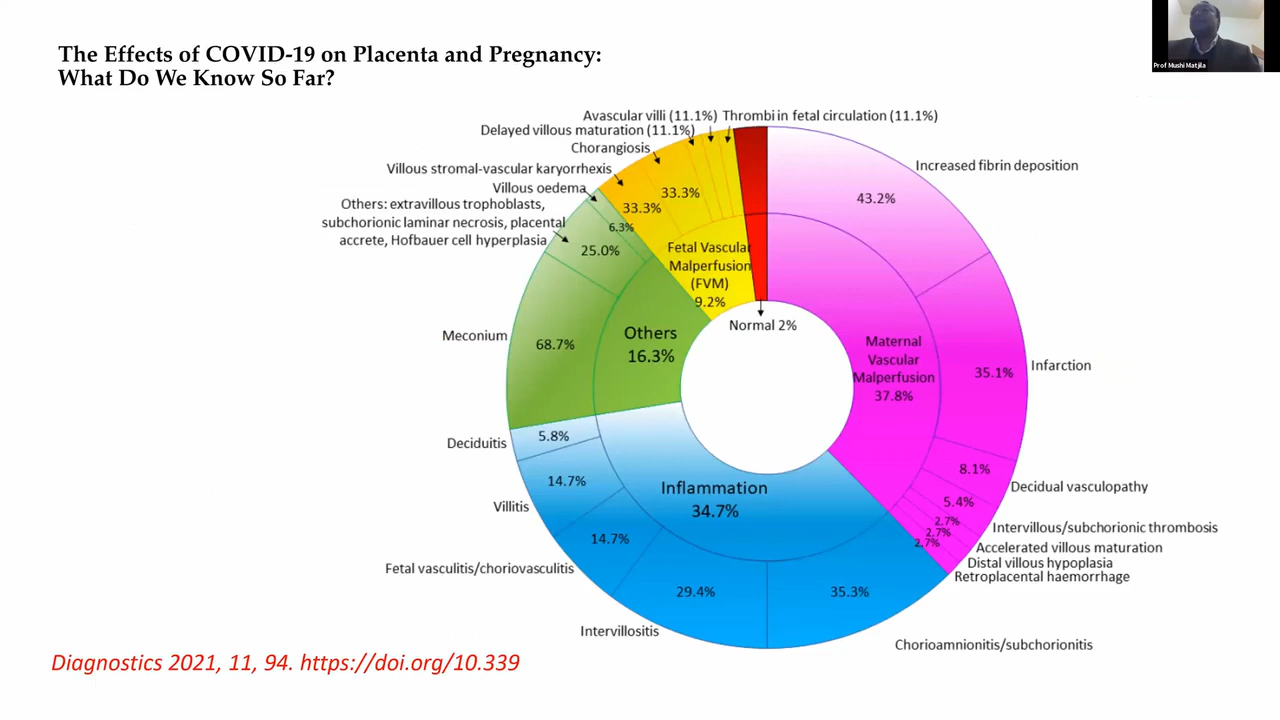 The Effects of COVID-19 on Placenta and Pregnancy:
What Do We Know So Far?
Prof Mushi Matjila
Avascular villi (11.1%)
Thrombi in fetal circulation (11.1%)
Delayed villous maturation (11.1%)
Chorangiosis
Villous stromal-vascular karyorrhexis
Villous oedema
Others: extravillous trophoblasts,
subchorionic laminar necrosis, placental
accrete, Hofbauer cell hyperplasia
Increased fibrin deposition
43.2%
33.3%
33.3%
6.3%
25.0%
Fetal Vascular
Malperfusion
(FVM)
9.2%
Normal 2%
Others
16.3%
Meconium
68.7%
Maternal
Vascular
Malperfusion
37.8%
35.1%
Infarction
Deciduitis
5.8%
8.1%
Decidual vasculopathy
14.7%
Villitis
Inflammation
34.7%
5.4%
Intervillous/subchorionic thrombosis
2.7%
2.7%
2.7%
Accelerated villous maturation
Distal villous hypoplasia
Retroplacental haemorrhage
14.7%
Fetal vasculitis/choriovasculitis
29.4%
35.3%
Intervillositis
Chorioamnionitis/subchorionitis
Diagnostics 2021, 11, 94. https://doi.org/10.339